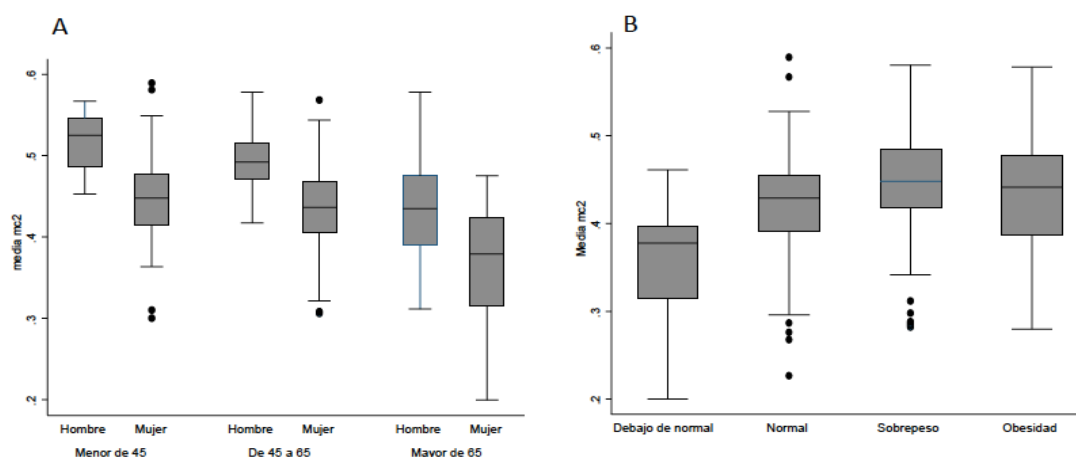 A
media mc2
.6
.5
.4
.3
.2
Hombre Mujer Hombre Mujer Hombre Mujer
Menor de 45 De 45 a 65 Mayor de 65
B
Media mc2
.6
.5
.4
.3
.2
Debajo de normal Normal Sobrepeso Obesidad